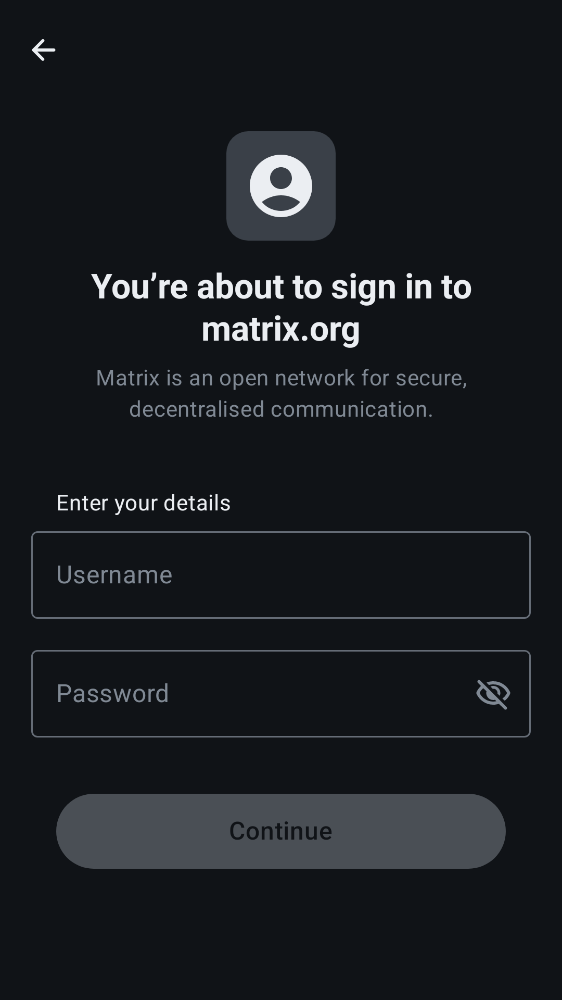 You’re about to sign in to
matrix.org
Matrix is an open network for secure,
decentralised communication.
Enter your details
Username
Password
Continue